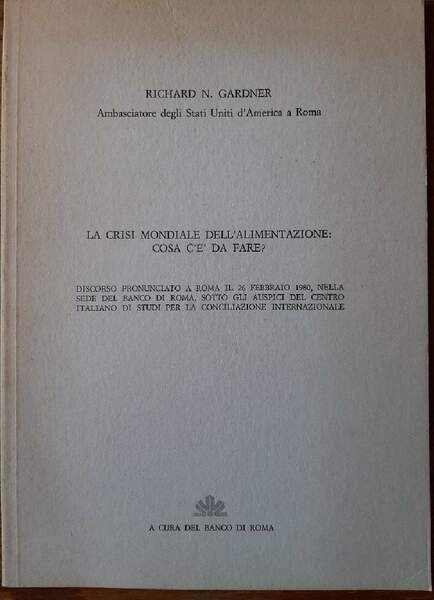 RICHARD N. GARDNER
Ambasciatore degli Stati Uniti d'America a Roma
LA CRISI MONDIALE DELL'ALIMENTAZIONE:
COSA C'E' DA FARE?
DISCORSO PRONUNCIATO A ROMA IL 26 FEBBRAIO 1980, NELLA
SEDE DEL BANCO DI ROMA, SOTTO GLI AUSPICI DEL CENTRO
ITALIANO DI STUDI PER LA CONCILIAZIONE INTERNAZIONALE
A CURA DEL BANCO DI ROMA